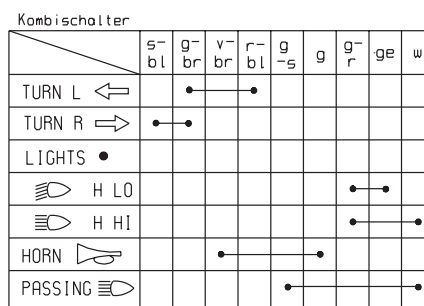 Kombischalter
s- g- v- r- g g g- ge w
bl br br bl -s r
TURN L
TURN R
LIGHTS
H LO
H HI
HORN
PASSING